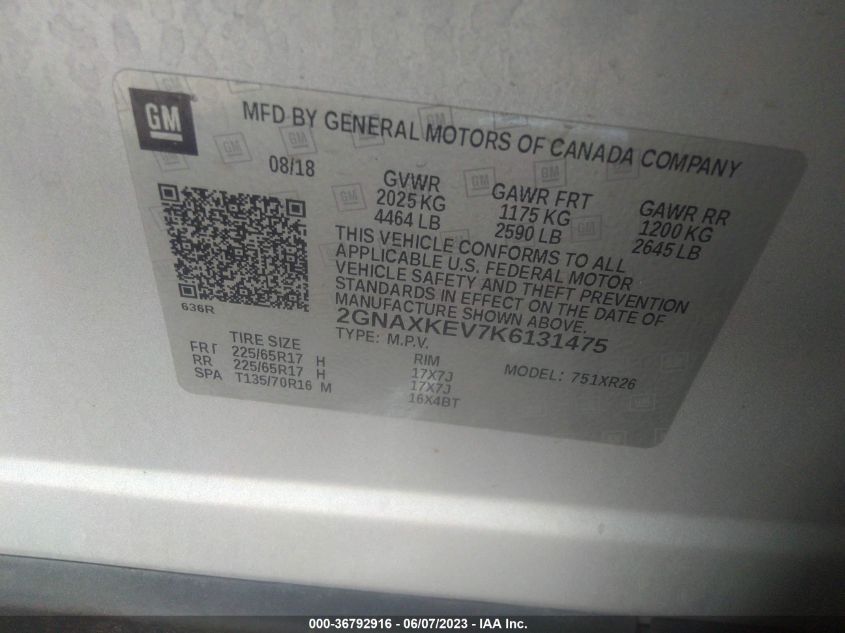 GM
MFD BY GENERAL MOTORS OF CANADA COMPANY
08/18
GVWR
2025 KG
4464 LB
GAWR FRT
1175 KG
2590 LB
GAWR RR
1200 KG
2645 LB
THIS VEHICLE CONFORMS TO ALL
APPLICABLE U.S. FEDERAL MOTOR
VEHICLE SAFETY AND THEFT PREVENTION
STANDARDS IN EFFECT ON THE DATE OF
MANUFACTURE SHOWN ABOVE.
2GNAXKEV7K6131475
TYPE: M.P.V.
MODEL: 751XR26
636R
TIRE SIZE
RIM
FRT 225/65R17 H 17X7J
RR 225/65R17 H 17X7J
SPA T135/70R16 M 16X4BT
000-36792916 - 06/07/2023 - IAA Inc.